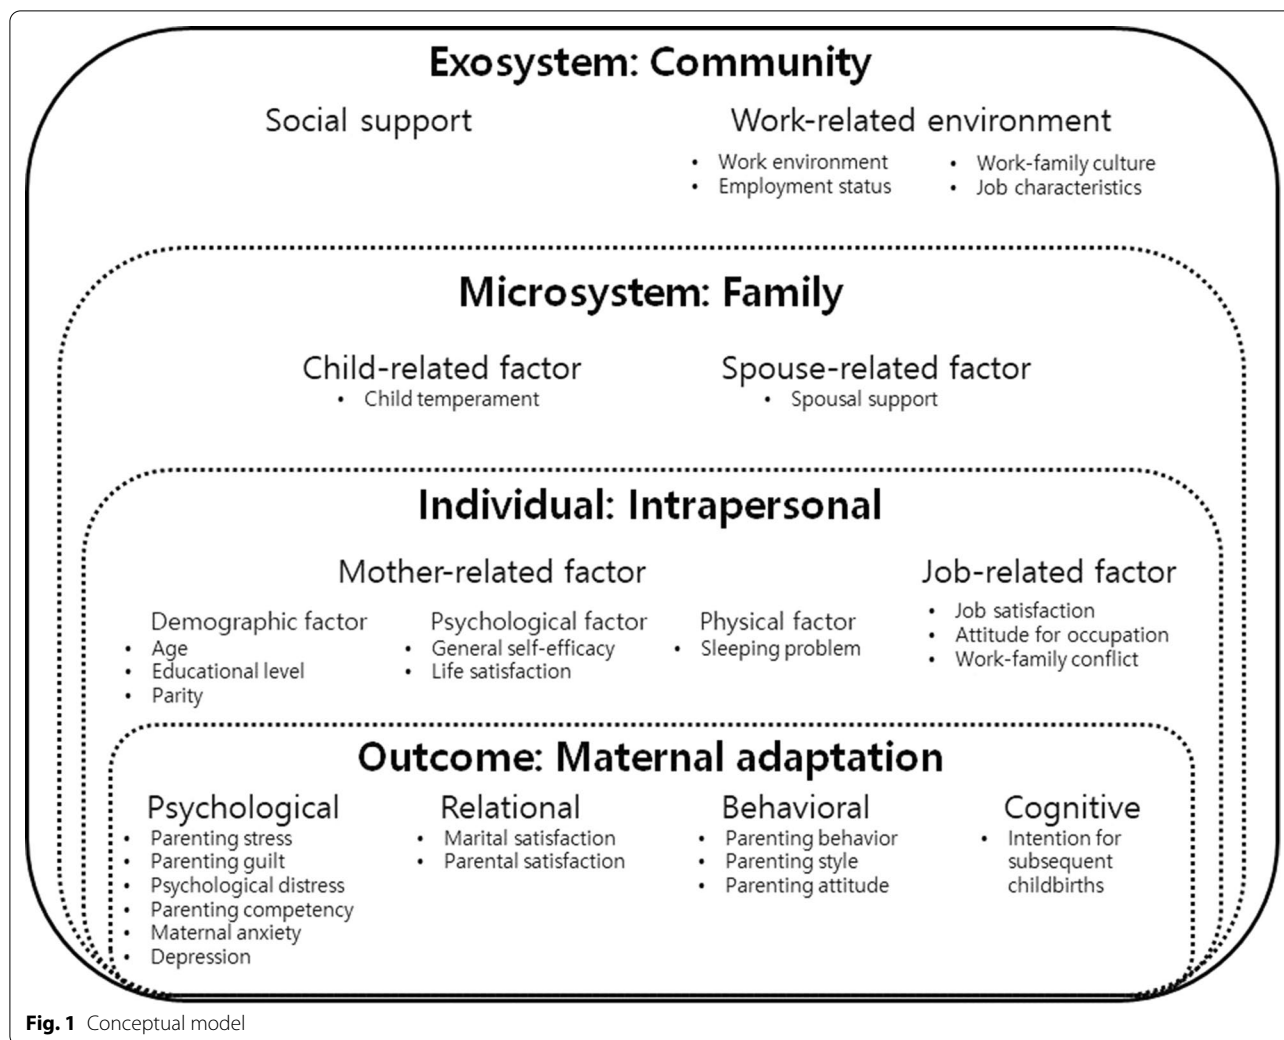 Exosystem: Community
Social support
Work-related environment
• Work environment
• Employment status
• Work-family culture
• Job characteristics
Microsystem: Family
Child-related factor
• Child temperament
Spouse-related factor
• Spousal support
Individual: Intrapersonal
Mother-related factor
Demographic factor
• Age
• Educational level
• Parity
Psychological factor
• General self-efficacy
• Life satisfaction
Physical factor
• Sleeping problem
Job-related factor
• Job satisfaction
• Attitude for occupation
• Work-family conflict
Outcome: Maternal adaptation
Psychological
• Parenting stress
• Parenting guilt
• Psychological distress
• Parenting competency
• Maternal anxiety
• Depression
Relational
• Marital satisfaction
• Parental satisfaction
Behavioral
• Parenting behavior
• Parenting style
• Parenting attitude
Cognitive
• Intention for
subsequent
childbirths
Fig. 1 Conceptual model